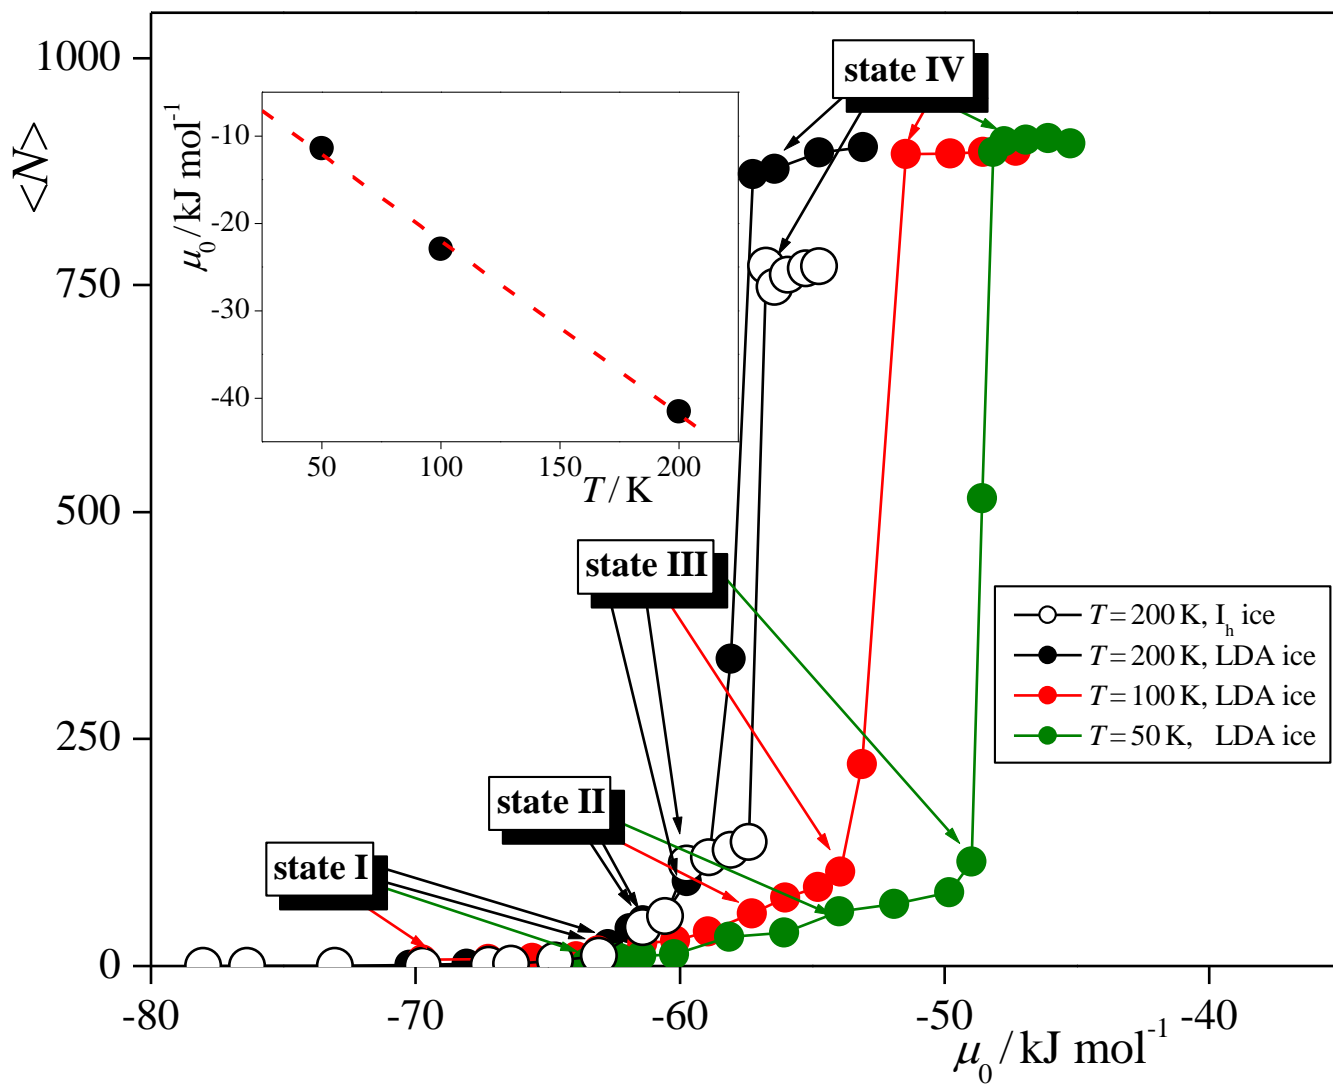 1000
750
500
250
0
<N>
-80
-70
-60
-50
-40
μ₀ / kJ mol⁻¹
-10
-20
-30
-40
μ₀ / kJ mol⁻¹
50
100
150
200
T / K
state IV
state III
state II
state I
T = 200 K, Iₕ ice
T = 200 K, LDA ice
T = 100 K, LDA ice
T = 50 K, LDA ice